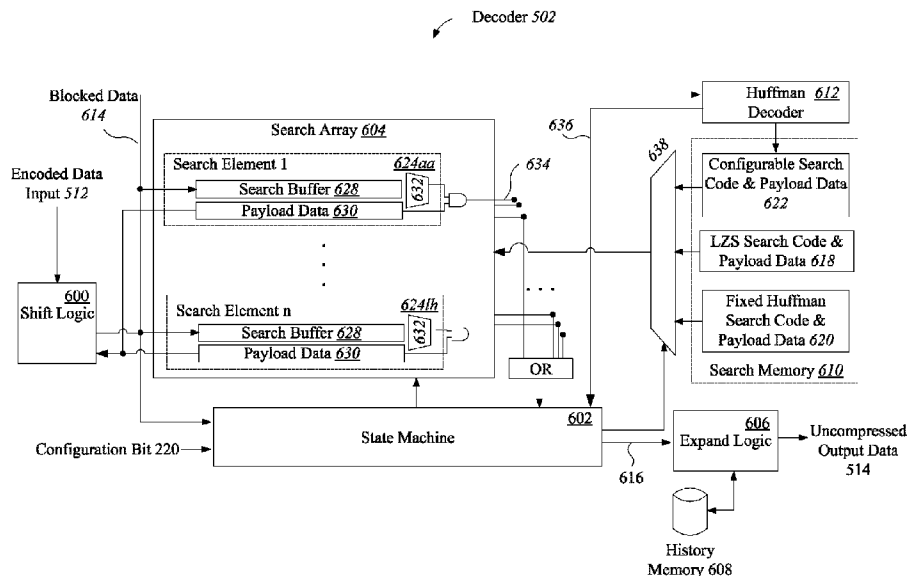 Decoder 502
Blocked Data
614
Encoded Data
Input 512
600
Shift Logic
Search Array 604
Search Element 1
624aa
Search Buffer 628
Payload Data 630
632
634
Search Element n
624lh
Search Buffer 628
Payload Data 630
632
OR
636
638
Huffman 612
Decoder
Configurable Search
Code & Payload Data
622
LZS Search Code &
Payload Data 618
Fixed Huffman
Search Code &
Payload Data 620
Search Memory 610
602
State Machine
Configuration Bit 220
616
606
Expand Logic
Uncompressed
Output Data
514
History
Memory 608